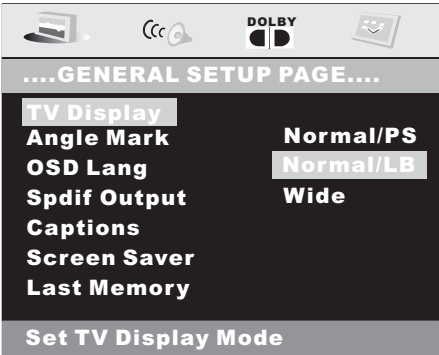 DOLBY
....GENERAL SETUP PAGE....
TV Display
Angle Mark Normal/PS
OSD Lang Normal/LB
Spdif Output Wide
Captions
Screen Saver
Last Memory
Set TV Display Mode